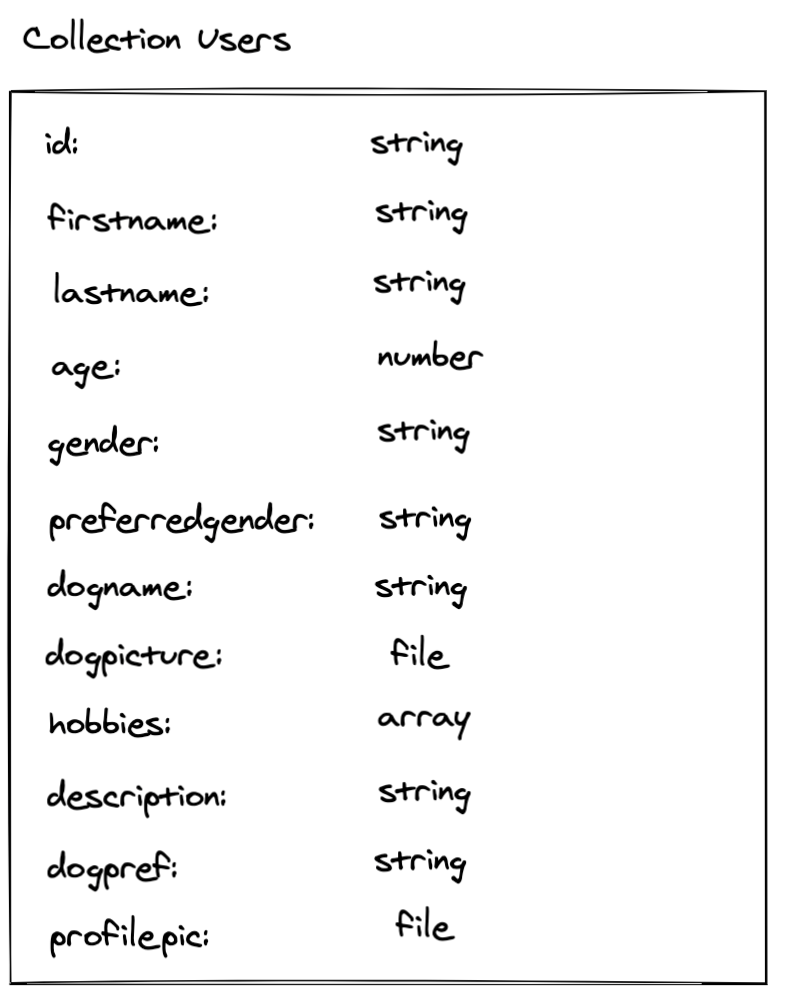 Collection Users
id: string
firstname: string
lastname: string
age: number
gender: string
preferredgender: string
dogname: string
dogpicture: file
hobbies: array
description: string
dogpref: string
profilepic: file